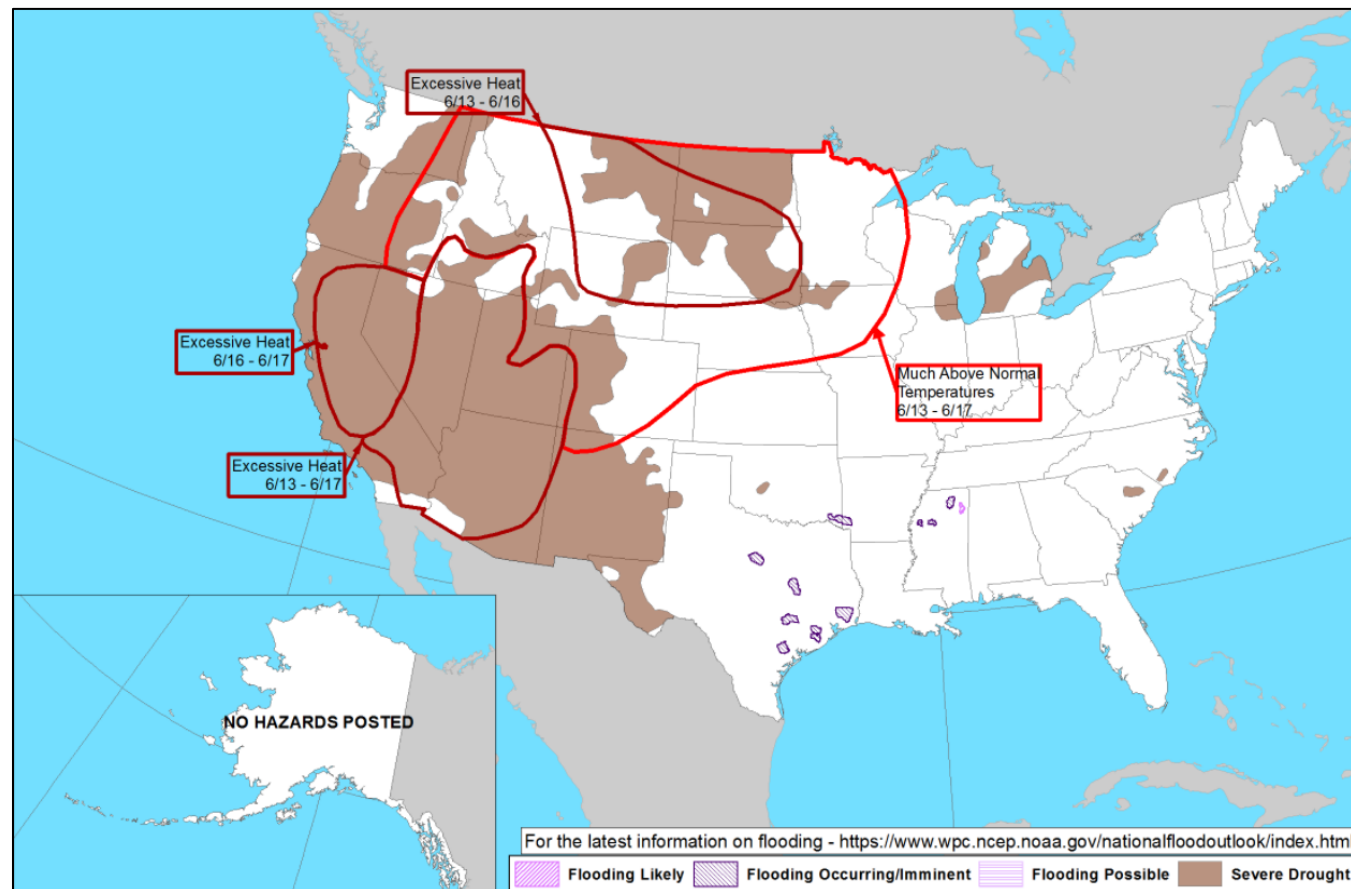 Excessive Heat
6/13 - 6/16
Excessive Heat
6/16 - 6/17
Much Above Normal
Temperatures
6/13 - 6/17
Excessive Heat
6/13 - 6/17
NO HAZARDS POSTED
For the latest information on flooding - https://www.wpc.ncep.noaa.gov/nationalfloodoutlook/index.html
Flooding Likely Flooding Occurring/Imminent Flooding Possible Severe Drought